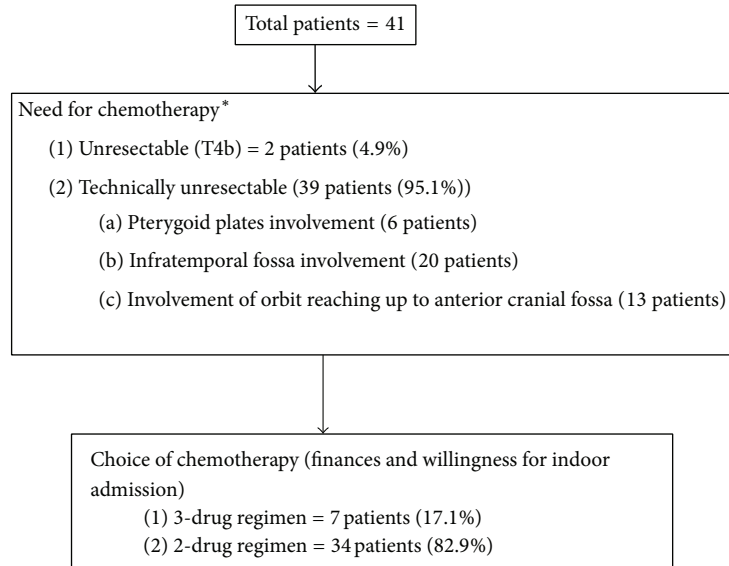 Total patients = 41
Need for chemotherapy*
(1) Unresectable (T4b) = 2 patients (4.9%)
(2) Technically unresectable (39 patients (95.1%))
(a) Pterygoid plates involvement (6 patients)
(b) Infratemporal fossa involvement (20 patients)
(c) Involvement of orbit reaching up to anterior cranial fossa (13 patients)
Choice of chemotherapy (finances and willingness for indoor
admission)
(1) 3-drug regimen = 7 patients (17.1%)
(2) 2-drug regimen = 34 patients (82.9%)